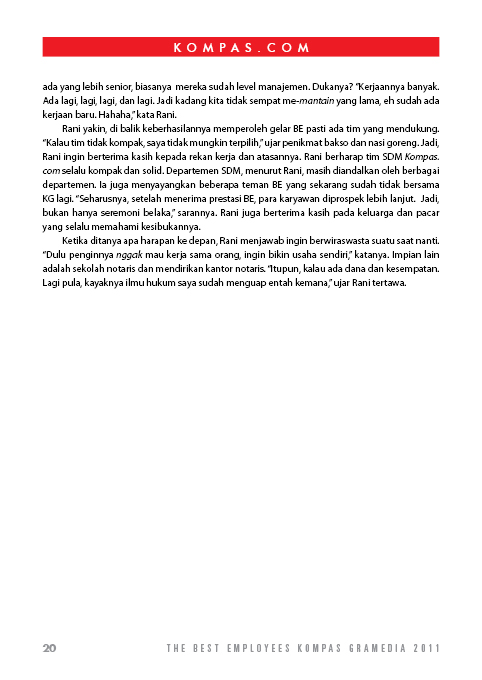 KOMPAS.COM
ada yang lebih senior, biasanya mereka sudah level manajemen. Dukanya? "Kerjaannya banyak.
Ada lagi, lagi, lagi, dan lagi. Jadi kadang kita tidak sempat me-mantain yang lama, eh sudah ada
kerjaan baru. Hahaha," kata Rani.
Rani yakin, di balik keberhasilannya memperoleh gelar BE pasti ada tim yang mendukung.
"Kalau tim tidak kompak, saya tidak mungkin terpilih," ujar penikmat bakso dan nasi goreng. Jadi,
Rani ingin berterima kasih kepada rekan kerja dan atasannya. Rani berharap tim SDM Kompas.
com selalu kompak dan solid. Departemen SDM, menurut Rani, masih diandalkan oleh berbagai
departemen. Ia juga menyayangkan beberapa teman BE yang sekarang sudah tidak bersama
KG lagi. "Seharusnya, setelah menerima prestasi BE, para karyawan diprospek lebih lanjut. Jadi,
bukan hanya seremoni belaka," sarannya. Rani juga berterima kasih pada keluarga dan pacar
yang selalu memahami kesibukannya.
Ketika ditanya apa harapan ke depan, Rani menjawab ingin berwiraswasta suatu saat nanti.
"Dulu penginnya nggak mau kerja sama orang, ingin bikin usaha sendiri," katanya. Impian lain
adalah sekolah notaris dan mendirikan kantor notaris. "Itupun, kalau ada dana dan kesempatan.
Lagi pula, kayaknya ilmu hukum saya sudah menguap entah kemana," ujar Rani tertawa.
20 THE BEST EMPLOYEES KOMPAS GRAMEDIA 2011